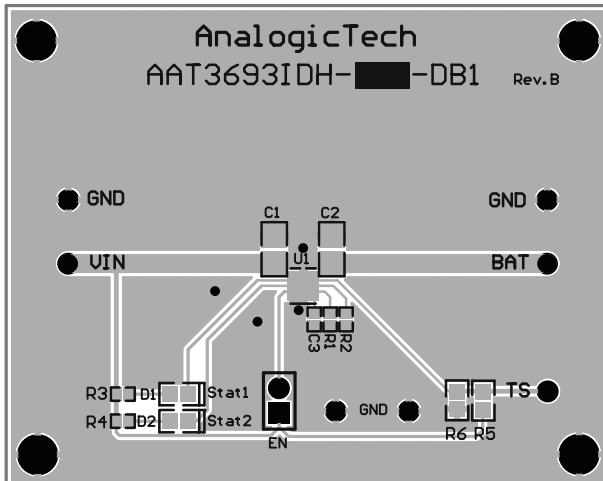 AnalogicTech
AAT3693IDH- -DB1 Rev.B
GND GND
C1 C2
VIN U1 BAT
C3 R1 R2
R3 D1 Stat1 TS
R4 D2 Stat2 GND
EN R6 R5